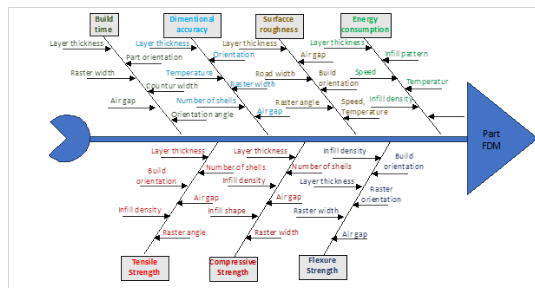 Build
time
Dimentional
accuracy
Surfacce
roughness
Energy
consumption
Layer thickness
Part orientation
Raster width
Countur width
Air gap
Orientation angle
Layer thickness
Orientation
Temperature
Raster width
Number of shells
Air gap
Layer thickness
Air gap
Road width
Build
orientation
Raster angle
Speed,
Temperature
Layer thickness
Infill pattern
Speed
Temperatur
Infill density
Part
FDM
Layer thickness
Number of shells
Build
orientation
Air gap
Infill density
Raster angle
Layer thickness
Number of shells
Infill density
Air gap
Infill shape
Raster width
Infill density
Build
orientation
Layer thickness
Raster
orientation
Raster width
Air gap
Tensile
Strength
Compressive
Strength
Flexure
Strength